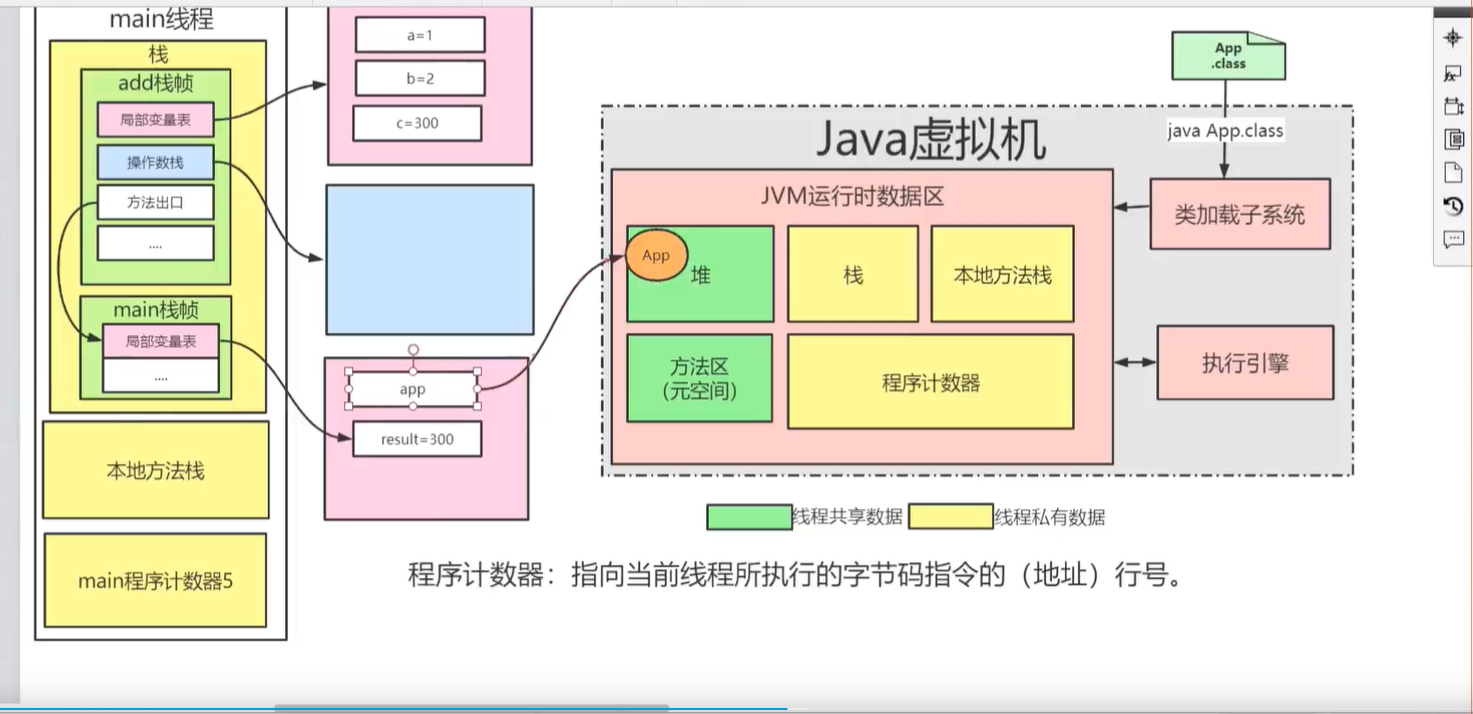 main线程
栈
add栈帧
局部变量表
操作数栈
方法出口
....
main栈帧
局部变量表
....
本地方法栈
main程序计数器5
a=1
b=2
c=300
app
result=300
App
.class
java App.class
Java虚拟机
JVM运行时数据区
类加载子系统
App
堆
栈
本地方法栈
方法区
（元空间）
程序计数器
执行引擎
线程共享数据
线程私有数据
程序计数器：指向当前线程所执行的字节码指令的（地址）行号。